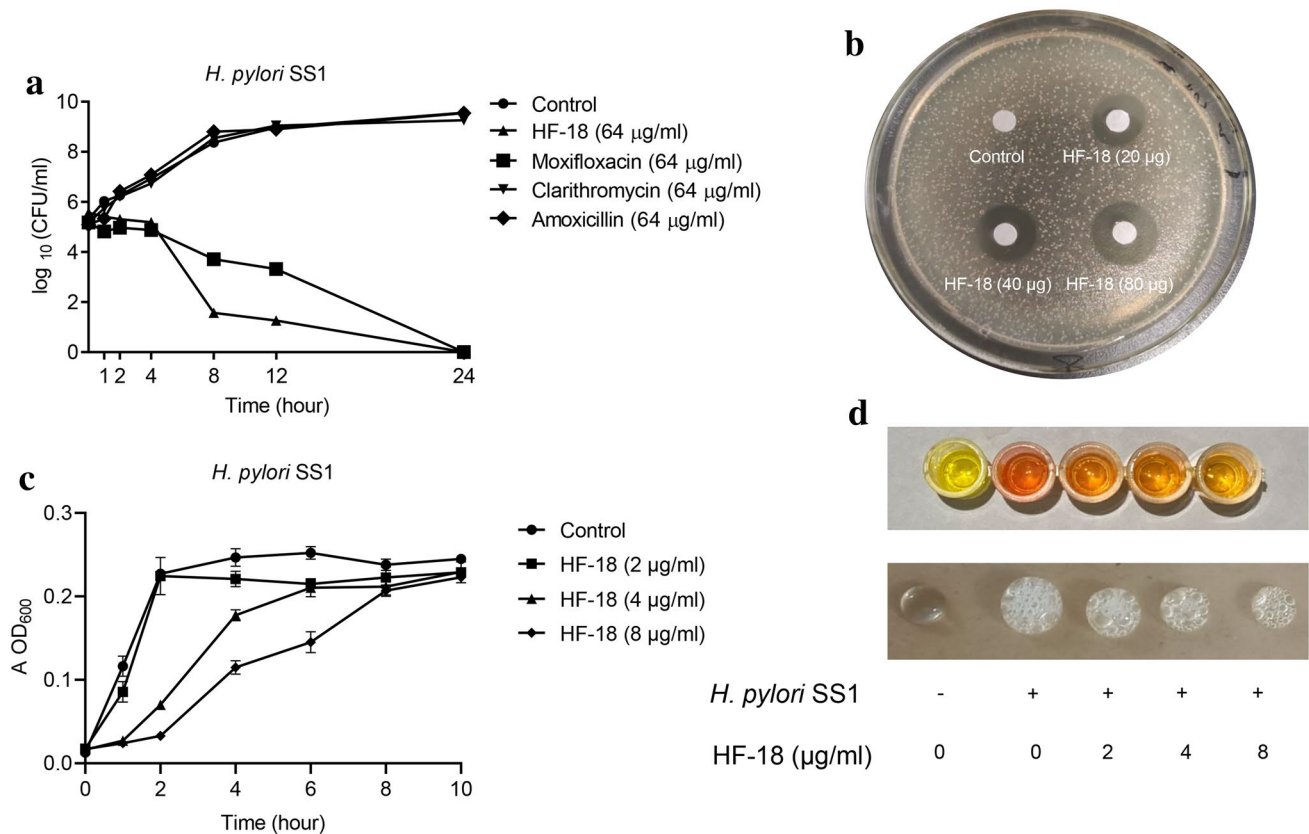 a
H. pylori SS1
10
8
6
4
2
0
log 10 (CFU/ml)
1 2 4 8 12 24
Time (hour)
Control
HF-18 (64 μg/ml)
Moxifloxacin (64 μg/ml)
Clarithromycin (64 μg/ml)
Amoxicillin (64 μg/ml)
b
Control HF-18 (20 μg)
HF-18 (40 μg) HF-18 (80 μg)
c
H. pylori SS1
0.3
0.2
0.1
0.0
A OD600
0 2 4 6 8 10
Time (hour)
Control
HF-18 (2 μg/ml)
HF-18 (4 μg/ml)
HF-18 (8 μg/ml)
d
H. pylori SS1 - + + + +
HF-18 (μg/ml) 0 0 2 4 8